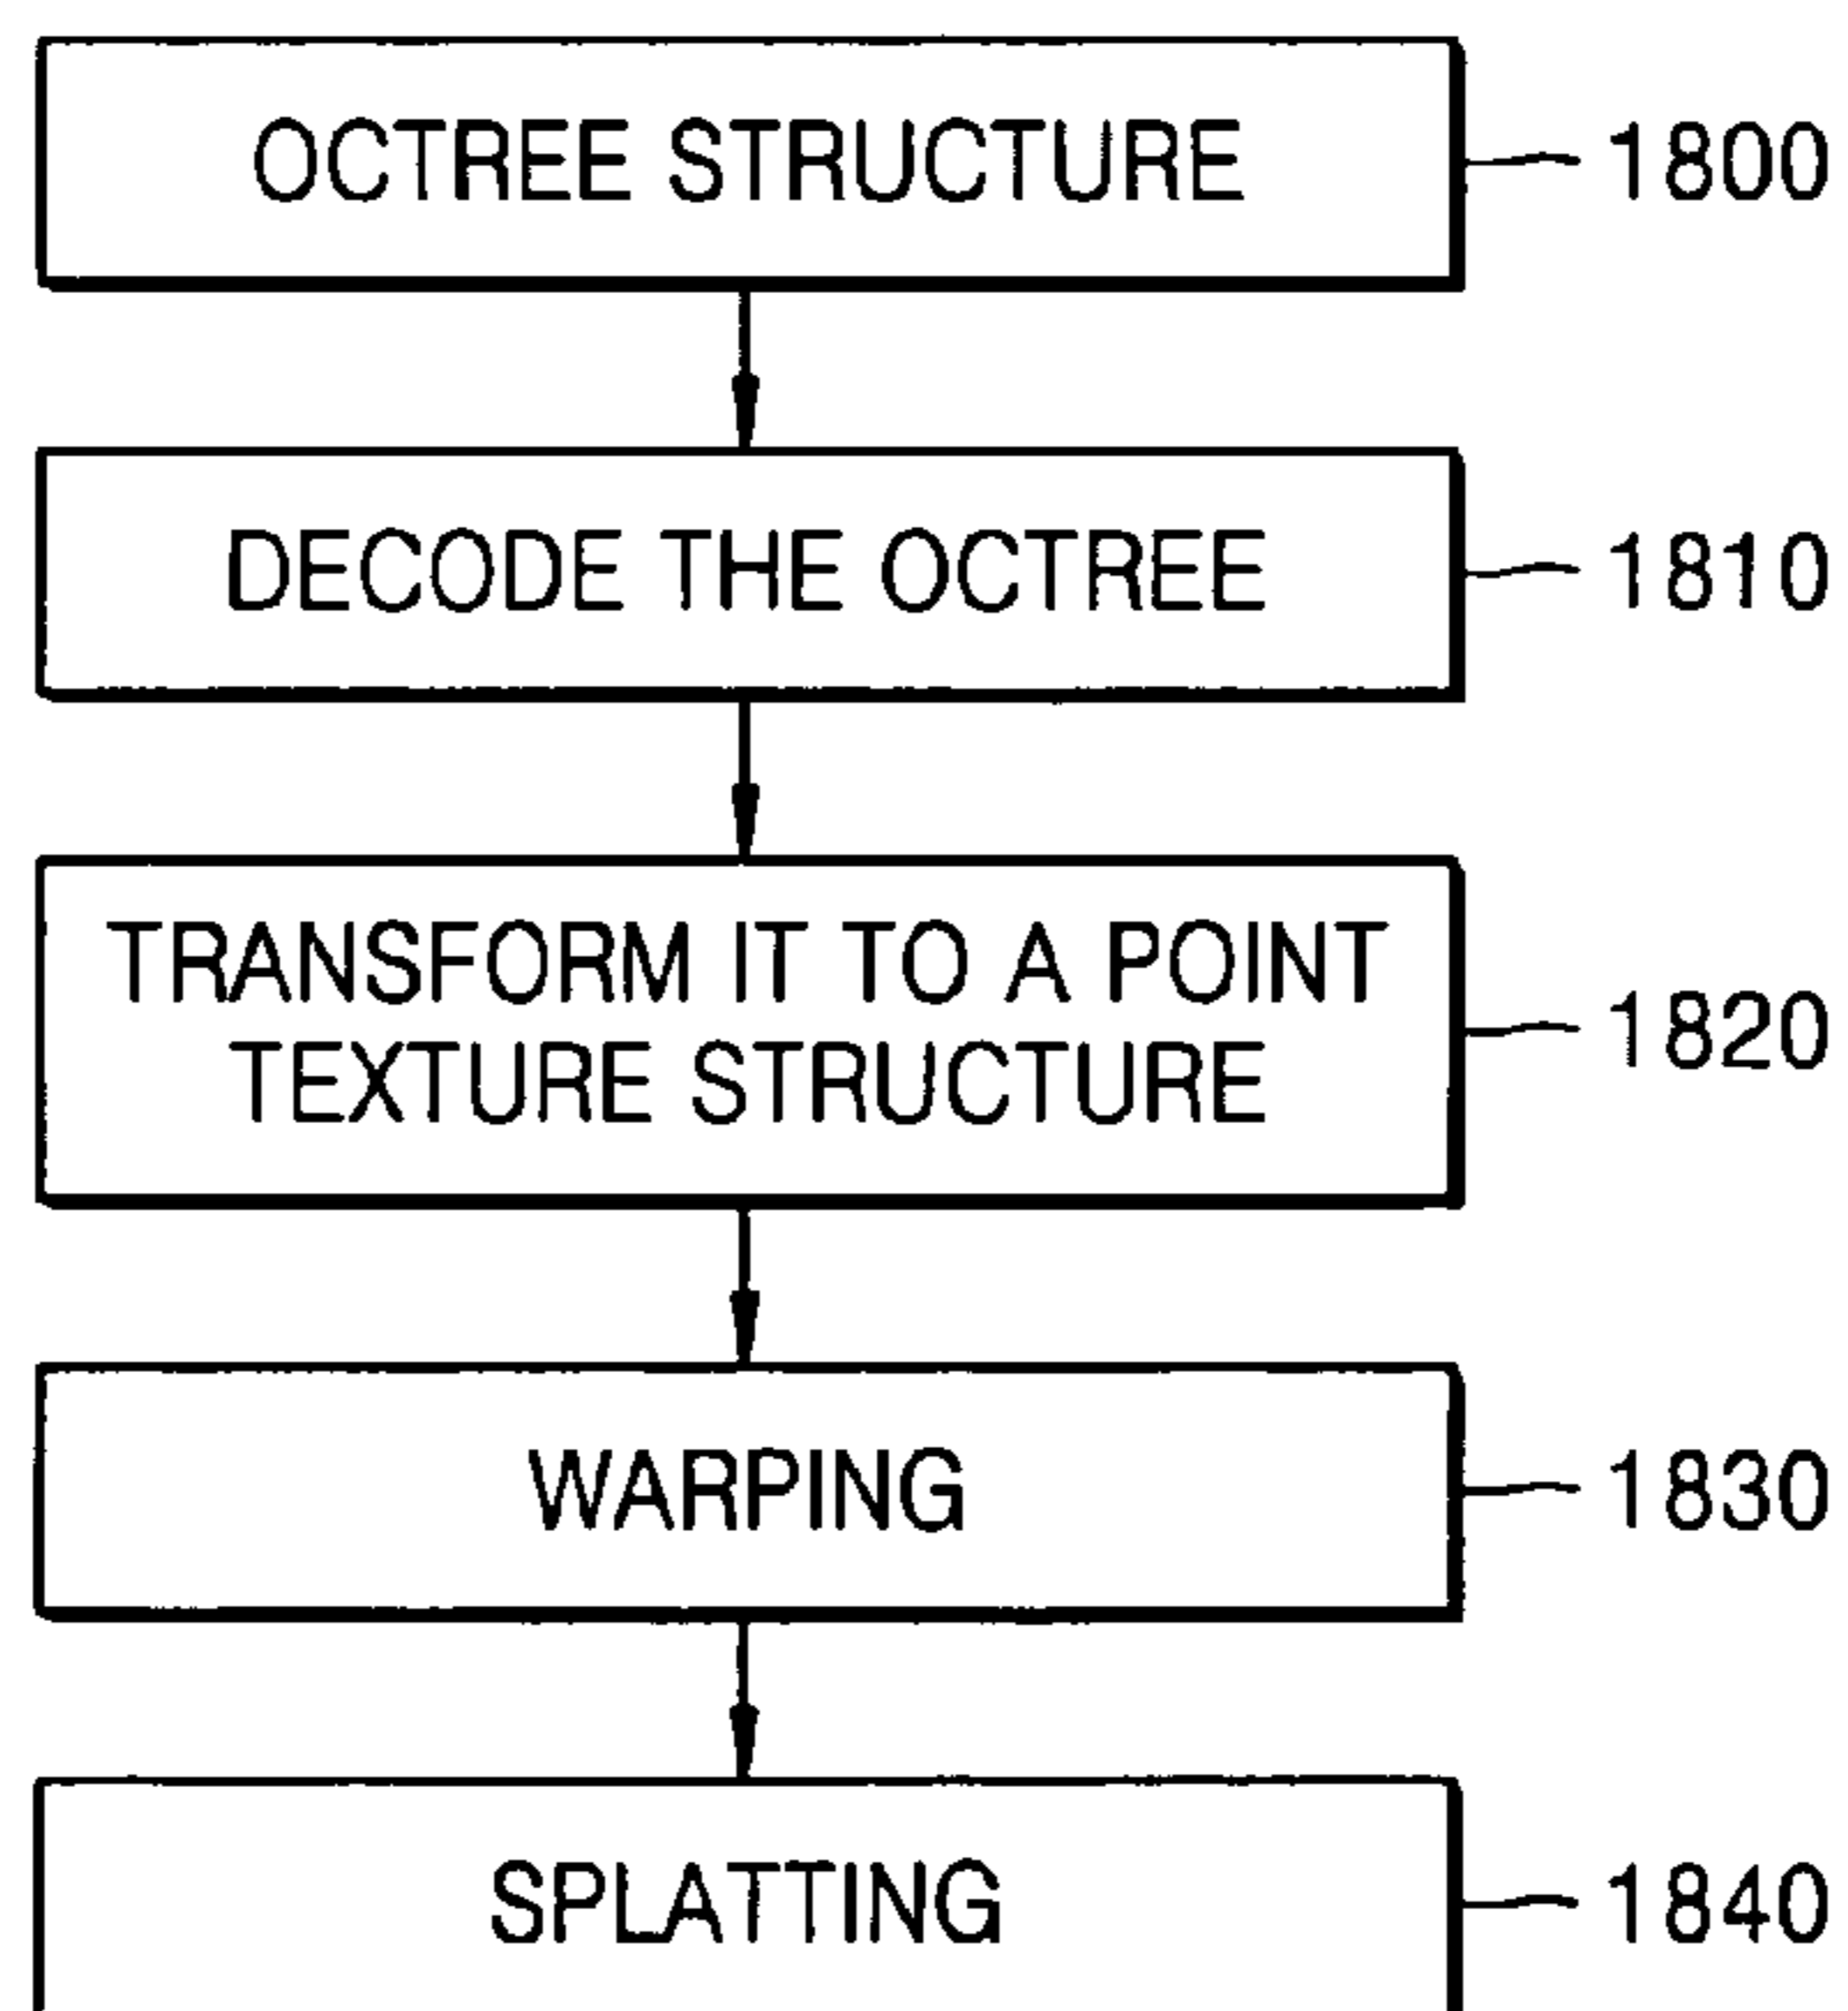 OCTREE STRUCTURE
1800
DECODE THE OCTREE
1810
TRANSFORM IT TO A POINT
TEXTURE STRUCTURE
1820
WARPING
1830
SPLATTING
1840